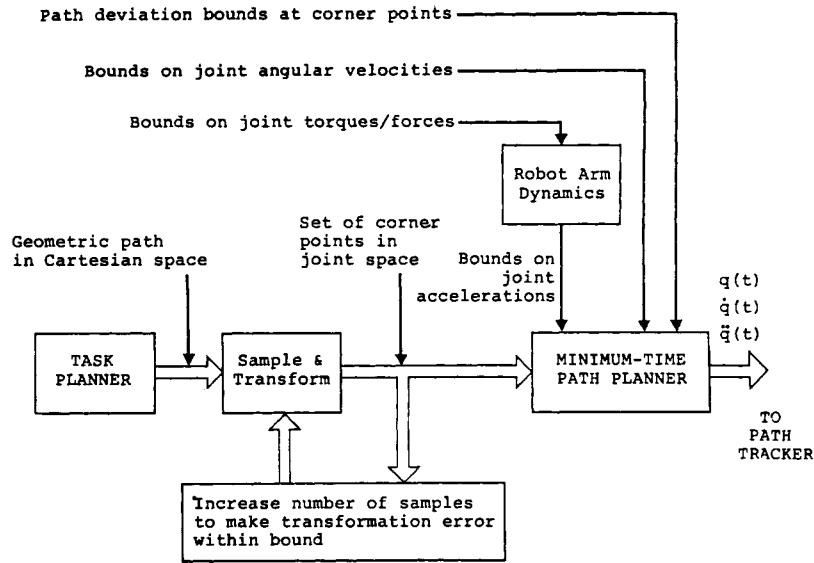 Path deviation bounds at corner points
Bounds on joint angular velocities
Bounds on joint torques/forces
Robot Arm
Dynamics
Set of corner
points in
joint space
Geometric path
in Cartesian space
Bounds on
joint
accelerations
q(t)
q̇(t)
q̈(t)
TASK
PLANNER
Sample &
Transform
MINIMUM-TIME
PATH PLANNER
TO
PATH
TRACKER
Increase number of samples
to make transformation error
within bound